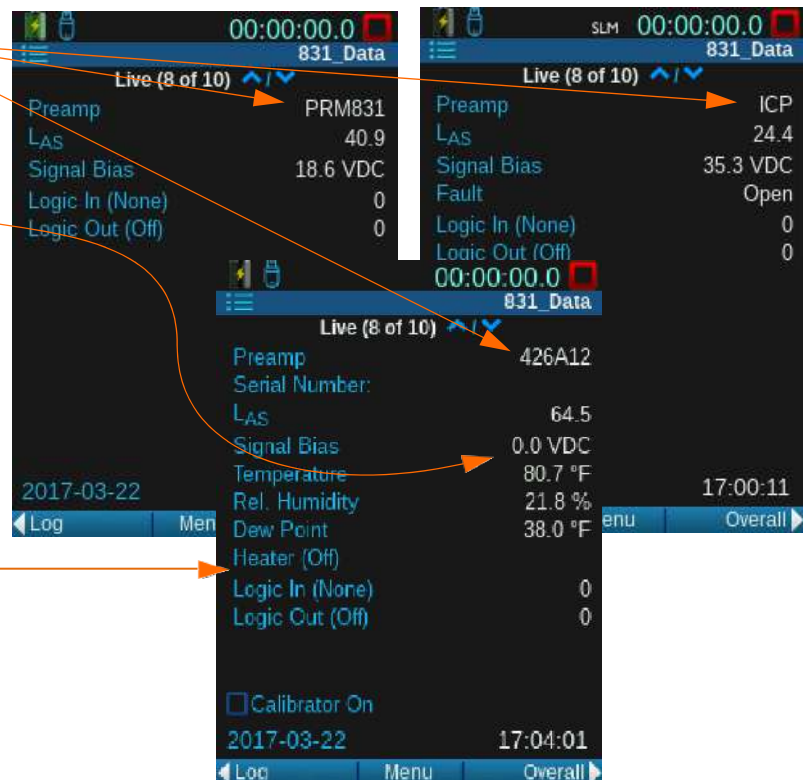 00:00:00.0
831_Data
Live (8 of 10) /
Preamp PRM831
LAS 40.9
Signal Bias 18.6 VDC
Logic In (None) 0
Logic Out (Off) 0
2017-03-22
Log
SLM 00:00:00.0
831_Data
Live (8 of 10) /
Preamp ICP
LAS 24.4
Signal Bias 35.3 VDC
Fault Open
Logic In (None) 0
Logic Out (Off) 0
17:00:11
Overall
00:00:00.0
831_Data
Live (8 of 10) /
Preamp 426A12
Serial Number:
LAS 64.5
Signal Bias 0.0 VDC
Temperature 80.7 °F
Rel. Humidity 21.8 %
Dew Point 38.0 °F
Heater (Off)
Logic In (None) 0
Logic Out (Off) 0
Calibrator On
2017-03-22 17:04:01
Log Menu Overall